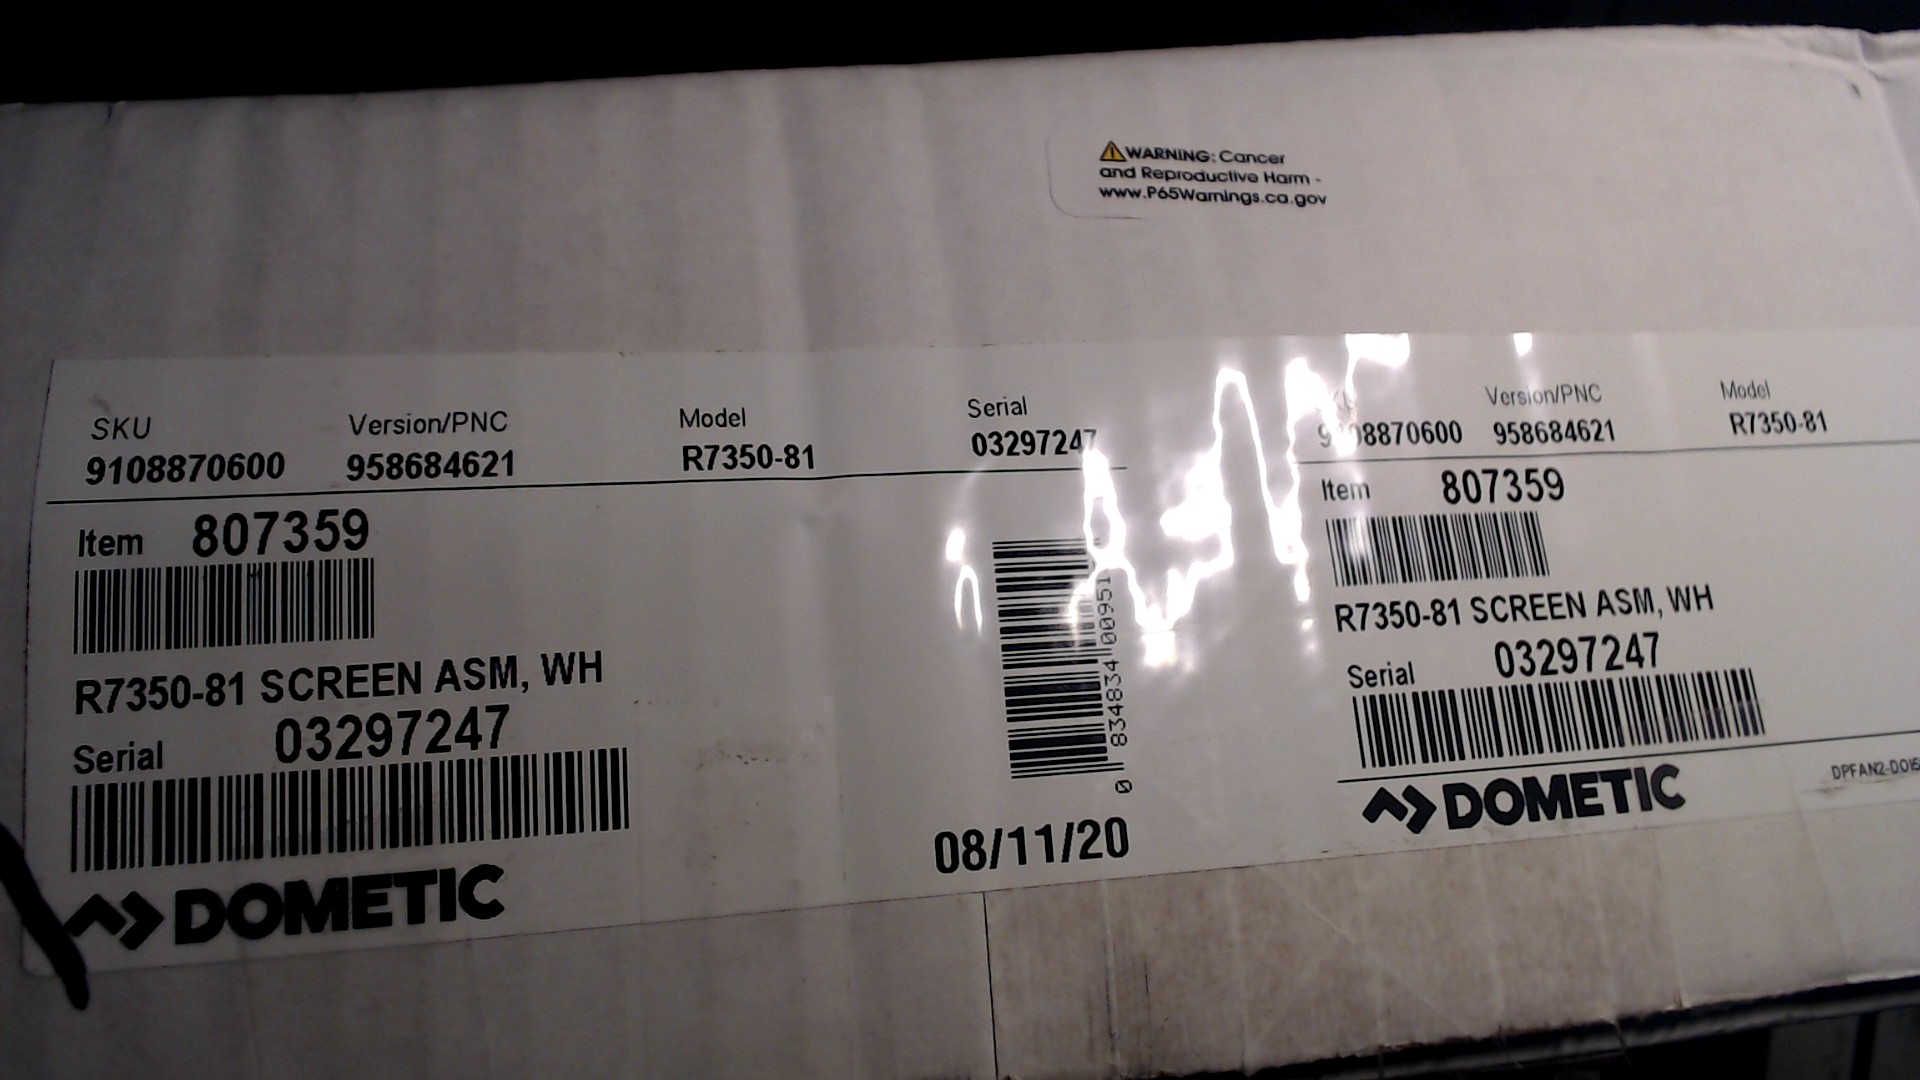 WARNING: Cancer
and Reproductive Harm -
www.P65Warnings.ca.gov
SKU Version/PNC Model Serial
9108870600 958684621 R7350-81 03297247
Item 807359
R7350-81 SCREEN ASM, WH
Serial 03297247
DOMETIC
0 834834 00951
08/11/20
Version/PNC Model
9108870600 958684621 R7350-81
Item 807359
R7350-81 SCREEN ASM, WH
Serial 03297247
DOMETIC